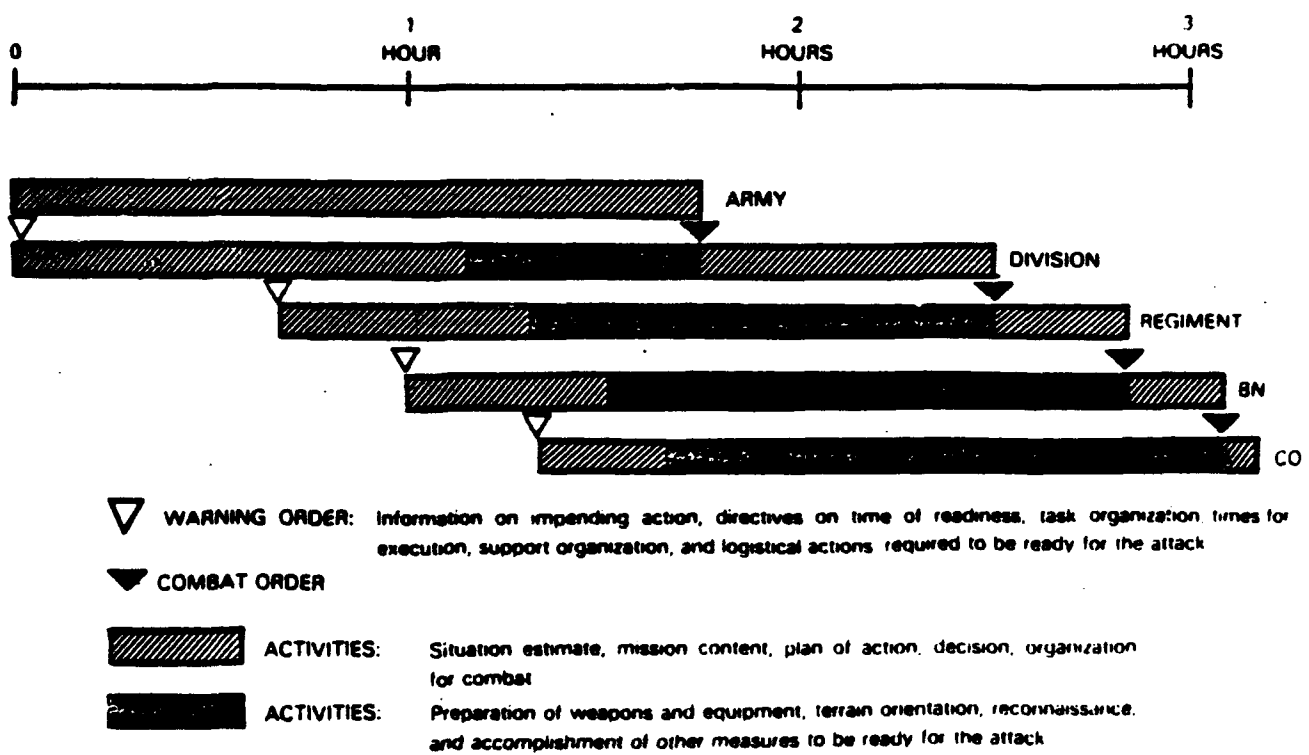 0
1
HOUR
2
HOURS
3
HOURS
ARMY
DIVISION
REGIMENT
BN
CO
WARNING ORDER: Information on impending action, directives on time of readiness, task organization, times for
execution, support organization, and logistical actions required to be ready for the attack
COMBAT ORDER
ACTIVITIES: Situation estimate, mission content, plan of action, decision, organization
for combat
ACTIVITIES: Preparation of weapons and equipment, terrain orientation, reconnaissance,
and accomplishment of other measures to be ready for the attack